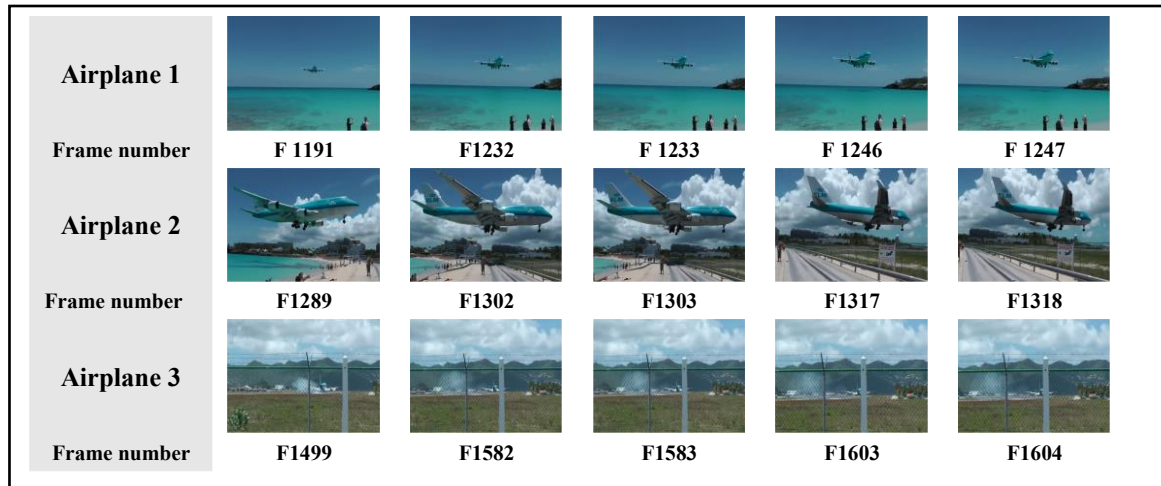 Airplane 1
Frame number F 1191 F1232 F 1233 F 1246 F 1247
Airplane 2
Frame number F1289 F1302 F1303 F1317 F1318
Airplane 3
Frame number F1499 F1582 F1583 F1603 F1604